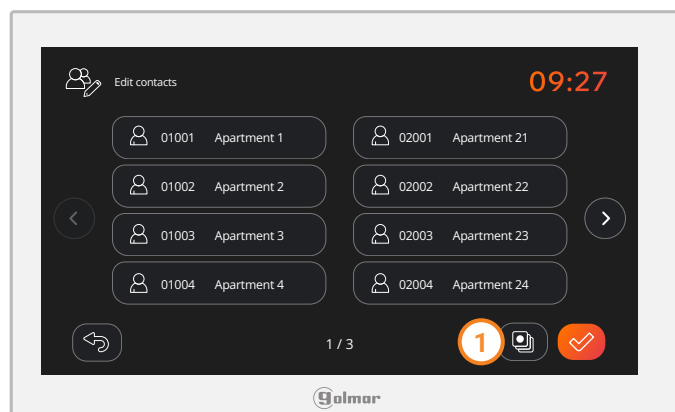 Edit contacts
09:27
01001 Apartment 1
02001 Apartment 21
01002 Apartment 2
02002 Apartment 22
01003 Apartment 3
02003 Apartment 23
01004 Apartment 4
02004 Apartment 24
1 / 3
1
golmar